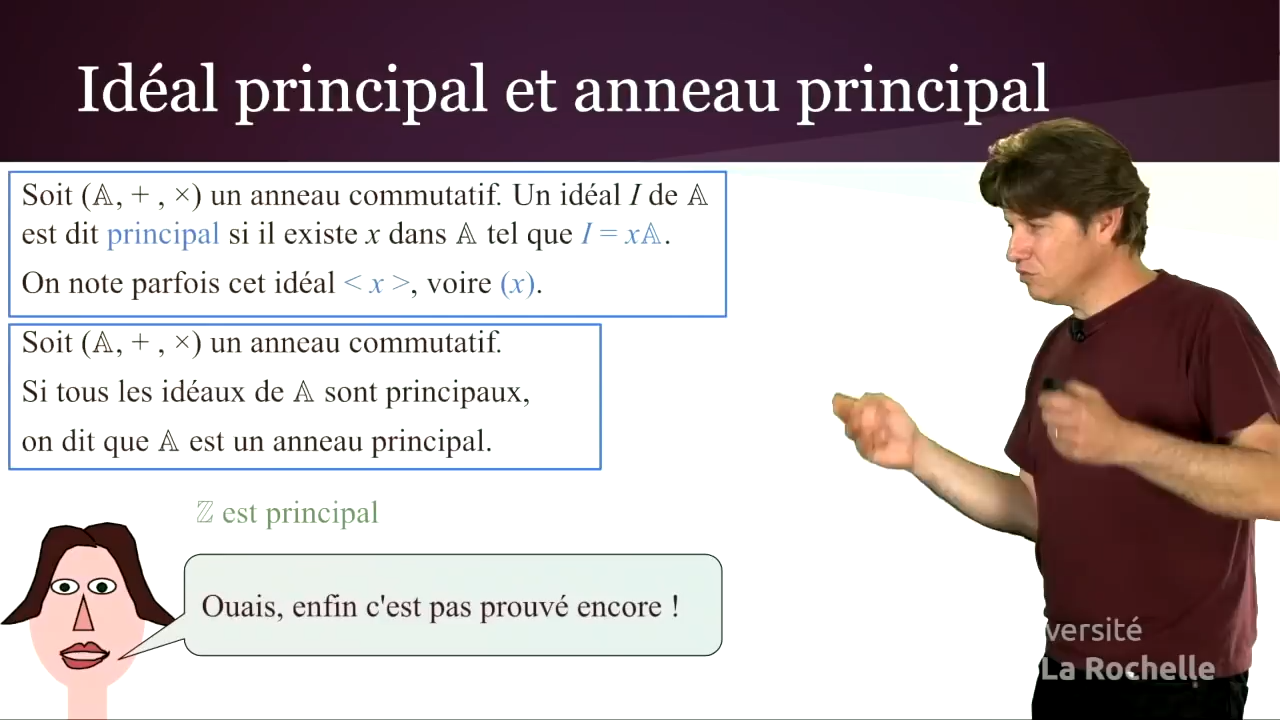 Idéal principal et anneau principal
Soit (𝔸, + , ×) un anneau commutatif. Un idéal I de 𝔸
est dit principal si il existe x dans 𝔸 tel que I = x𝔸.
On note parfois cet idéal < x >, voire (x).
Soit (𝔸, + , ×) un anneau commutatif.
Si tous les idéaux de 𝔸 sont principaux,
on dit que 𝔸 est un anneau principal.
ℤ est principal
Ouais, enfin c'est pas prouvé encore !
versité
La Rochelle